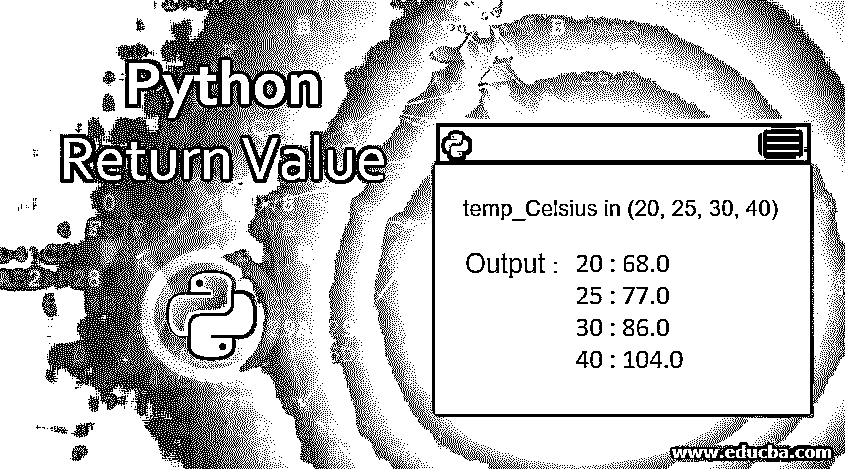 Python
Return Value
temp_Celsius in (20, 25, 30, 40)
Output : 20 : 68.0
25 : 77.0
30 : 86.0
40 : 104.0
www.educba.com